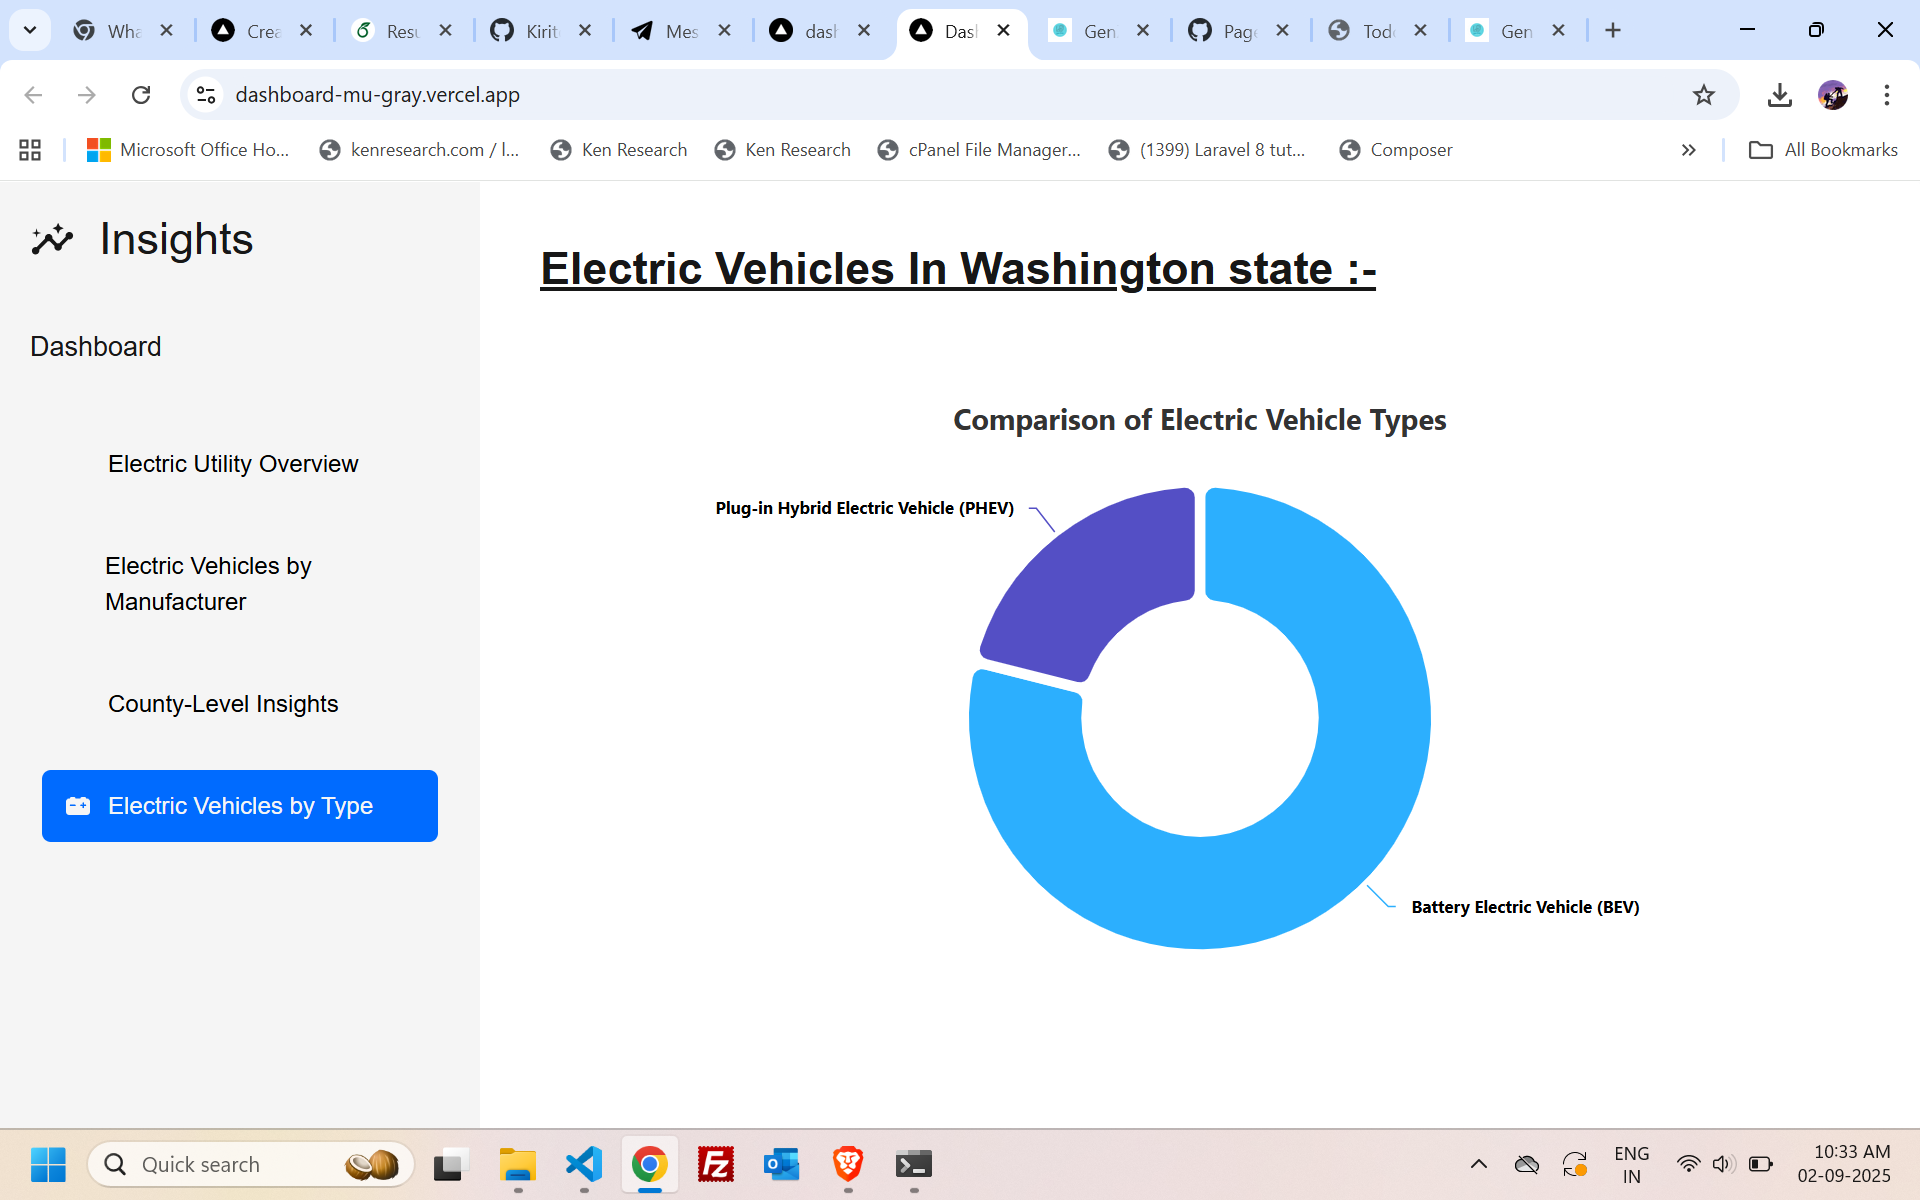 Wha
Crea
Resu
Kirit
Mes
dash
Dash
Gen
Page
Todo
Gen
dashboard-mu-gray.vercel.app
Microsoft Office Ho...
kenresearch.com / l...
Ken Research
Ken Research
cPanel File Manager...
(1399) Laravel 8 tut...
Composer
All Bookmarks
Insights
Dashboard
Electric Utility Overview
Electric Vehicles by
Manufacturer
County-Level Insights
Electric Vehicles by Type
Electric Vehicles In Washington state :-
Comparison of Electric Vehicle Types
Plug-in Hybrid Electric Vehicle (PHEV)
Battery Electric Vehicle (BEV)
Quick search
ENG
IN
10:33 AM
02-09-2025